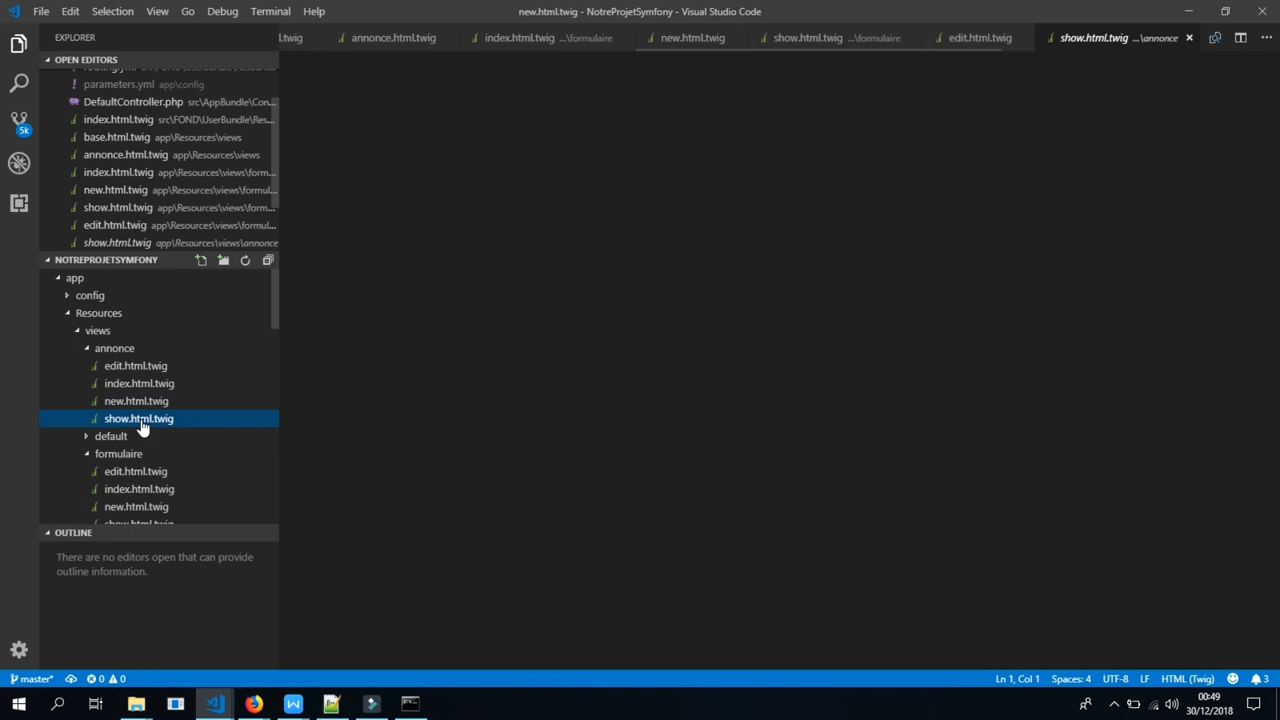 File Edit Selection View Go Debug Terminal Help
new.html.twig - NotreProjetSymfony - Visual Studio Code
EXPLORER
.twig annonce.html.twig index.html.twig ...\formulaire new.html.twig show.html.twig ...\formulaire edit.html.twig show.html.twig ...\annonce
OPEN EDITORS
parameters.yml app\config
DefaultController.php src\AppBundle\Con...
index.html.twig src\FOND\UserBundle\Res...
base.html.twig app\Resources\views
annonce.html.twig app\Resources\views
index.html.twig app\Resources\views\form...
new.html.twig app\Resources\views\formul...
show.html.twig app\Resources\views\form...
edit.html.twig app\Resources\views\formul...
show.html.twig app\Resources\views\annonce
NOTREPROJETSYMFONY
app
config
Resources
views
annonce
edit.html.twig
index.html.twig
new.html.twig
show.html.twig
default
formulaire
edit.html.twig
index.html.twig
new.html.twig
show.html.twig
OUTLINE
There are no editors open that can provide
outline information.
5k
master* 0 0 Ln 1, Col 1 Spaces: 4 UTF-8 LF HTML (Twig) 3
00:49
30/12/2018